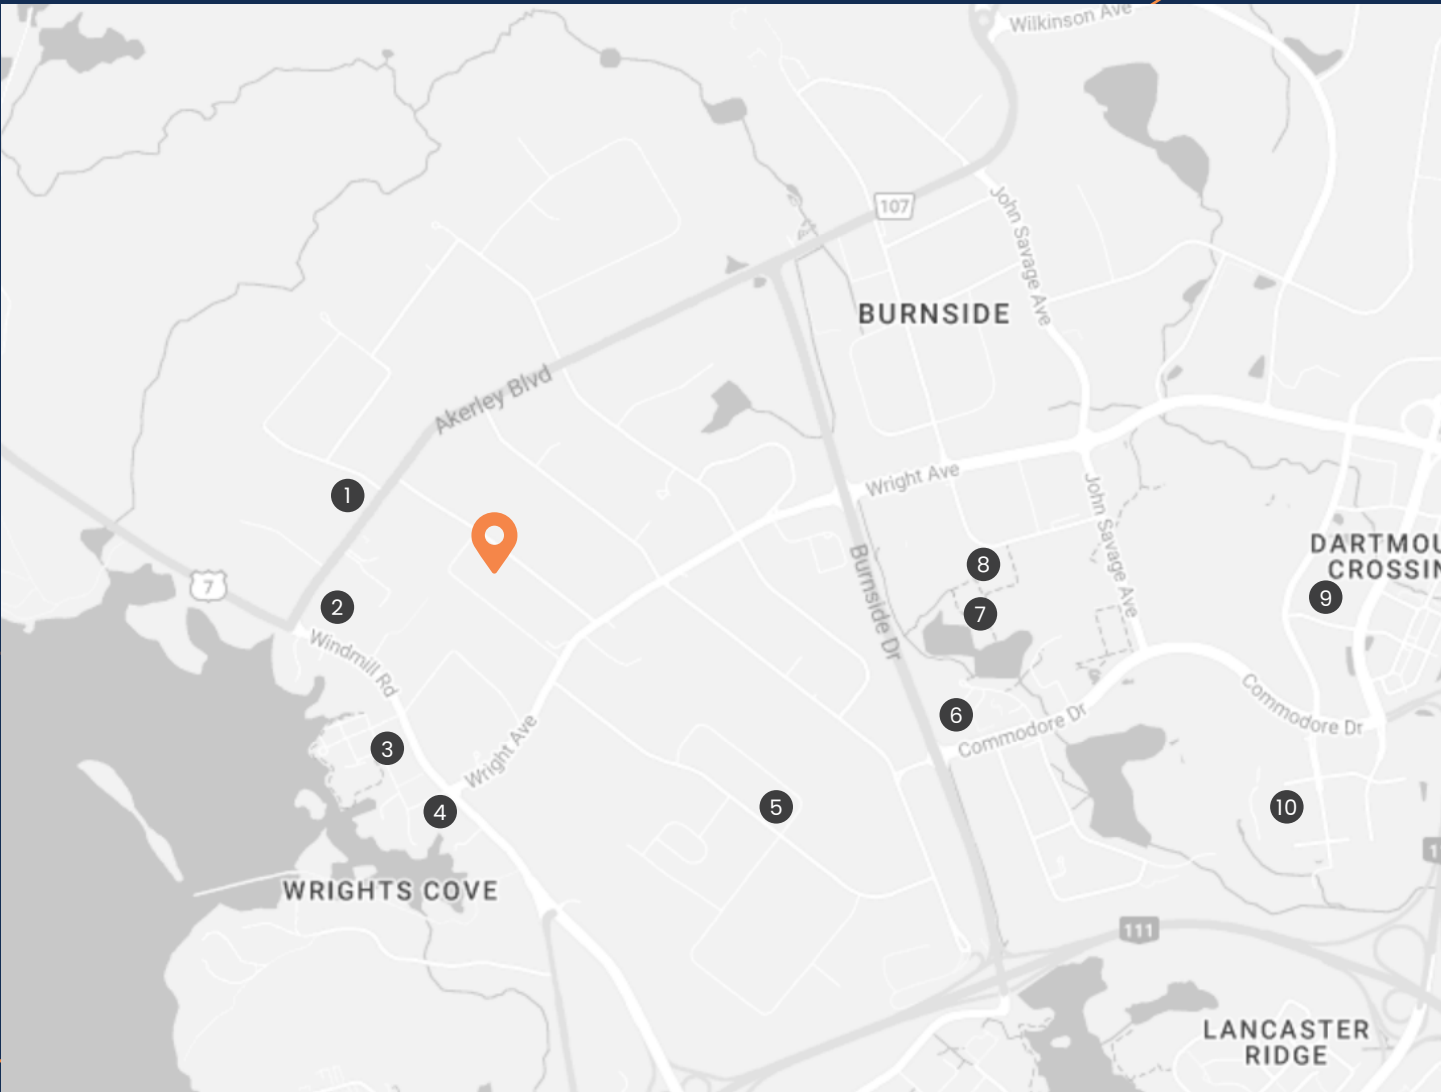 Wilkinson Ave
107
John Savage Ave
BURNSIDE
Akerley Blvd
Wright Ave
1
John Savage Ave
DARTMOU
CROSSIN
Burnside Dr
8
7
2
7
9
Windmill Rd
6
Commodore Dr
Commodore Dr
3
Wright Ave
4
5
10
1
WRIGHTS COVE
111
LANCASTER
RIDGE